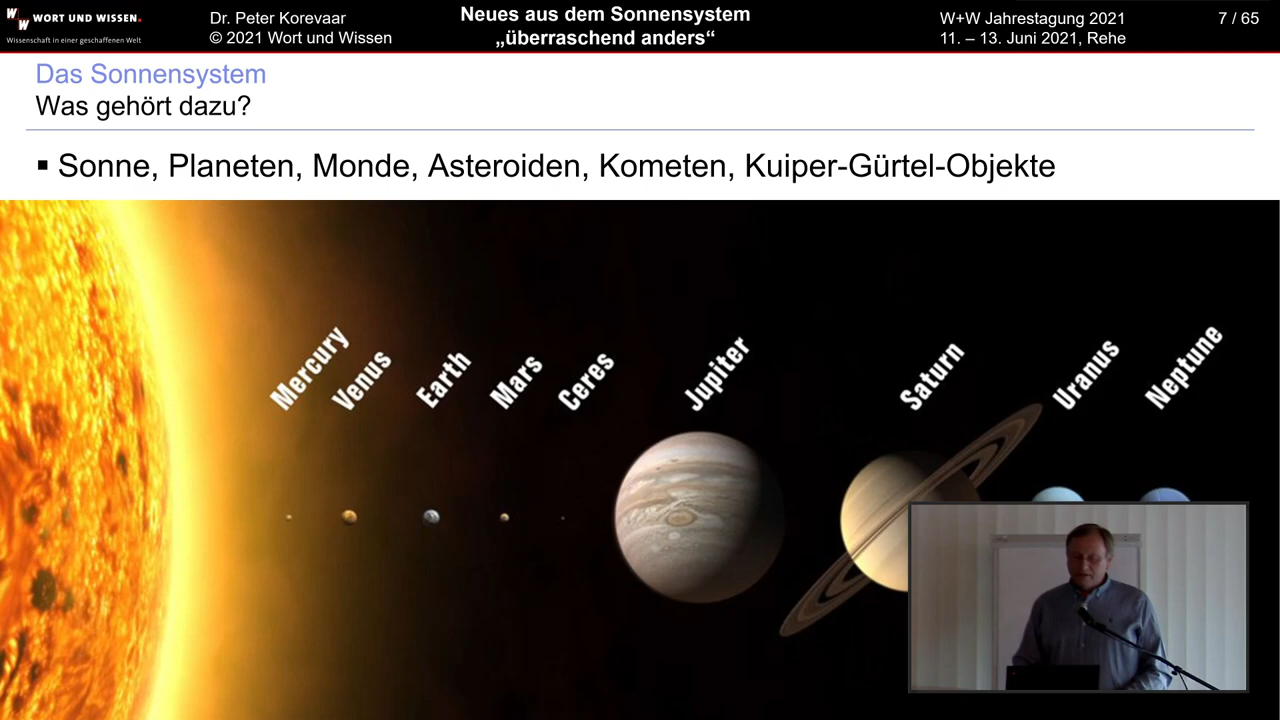 WORT UND WISSEN.
Wissenschaft in einer geschaffenen Welt
Dr. Peter Korevaar
© 2021 Wort und Wissen
Neues aus dem Sonnensystem
„überraschend anders“
W+W Jahrestagung 2021
11. – 13. Juni 2021, Rehe
7 / 65
Das Sonnensystem
Was gehört dazu?
▪ Sonne, Planeten, Monde, Asteroiden, Kometen, Kuiper-Gürtel-Objekte
Mercury
Venus
Earth
Mars
Ceres
Jupiter
Saturn
Uranus
Neptune